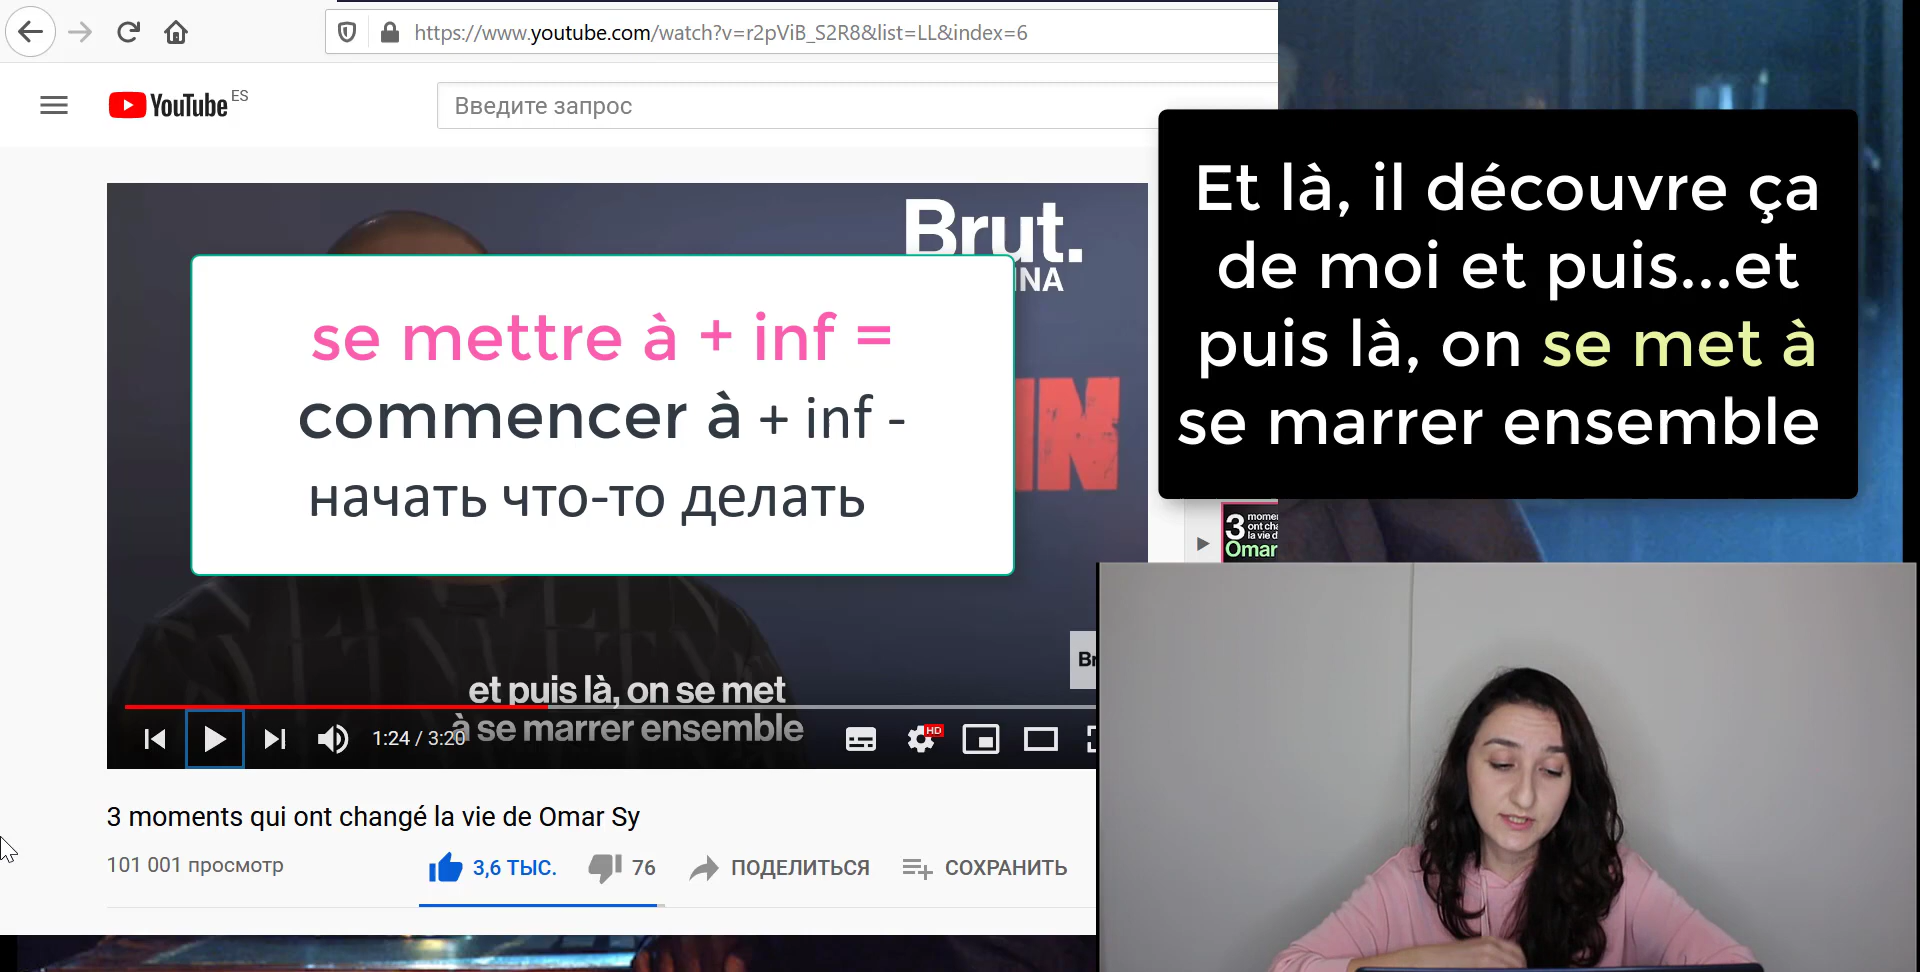 https://www.youtube.com/watch?v=r2pViB_S2R8&list=LL&index=6
YouTube ES
Введите запрос
Brut.
INA
IN
se mettre à + inf =
commencer à + inf -
начать что-то делать
Et là, il découvre ça
de moi et puis...et
puis là, on se met à
se marrer ensemble
3
Omar
et puis là, on se met
à se marrer ensemble
1:24 / 3:20
HD
3 moments qui ont changé la vie de Omar Sy
101 001 просмотр
3,6 ТЫС.
76
ПОДЕЛИТЬСЯ
СОХРАНИТЬ